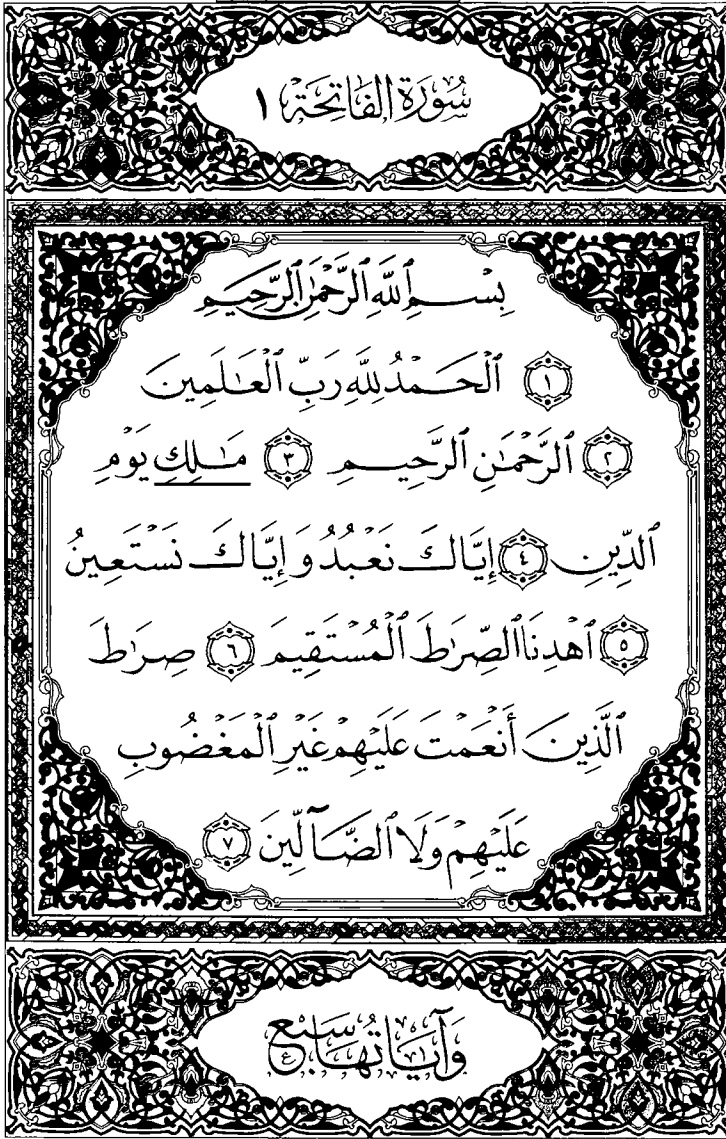 سُورَةُ الفَاتِحَة ١
بِسْمِ ٱللَّهِ ٱلرَّحْمَٰنِ ٱلرَّحِيمِ
١ ٱلْحَمْدُ لِلَّهِ رَبِّ ٱلْعَٰلَمِينَ
٢ ٱلرَّحْمَٰنِ ٱلرَّحِيمِ ٣ مَٰلِكِ يَوْمِ
ٱلدِّينِ ٤ إِيَّاكَ نَعْبُدُ وَإِيَّاكَ نَسْتَعِينُ
٥ ٱهْدِنَا ٱلصِّرَٰطَ ٱلْمُسْتَقِيمَ ٦ صِرَٰطَ
ٱلَّذِينَ أَنْعَمْتَ عَلَيْهِمْ غَيْرِ ٱلْمَغْضُوبِ
عَلَيْهِمْ وَلَا ٱلضَّآلِّينَ ٧
وَآيَاتُهَا سَبْع